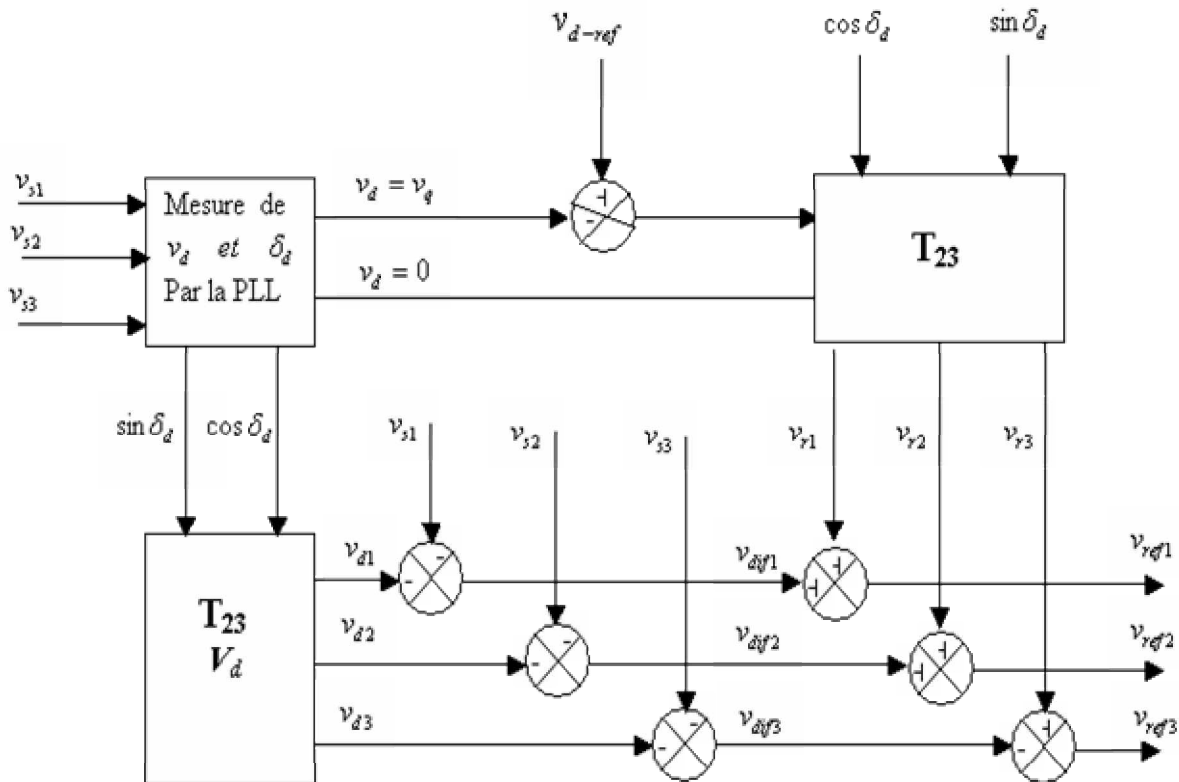 v_{d-ref}
cos δ_d
sin δ_d
v_{s1}
v_{s2}
v_{s3}
Mesure de
v_d et δ_d
Par la PLL
v_d = v_q
v_d = 0
T_{23}
sin δ_d
cos δ_d
v_{s1}
v_{s2}
v_{s3}
v_{r1}
v_{r2}
v_{r3}
T_{23}
V_d
v_{d1}
v_{dif1}
v_{ref1}
v_{d2}
v_{dif2}
v_{ref2}
v_{d3}
v_{dif3}
v_{ref3}